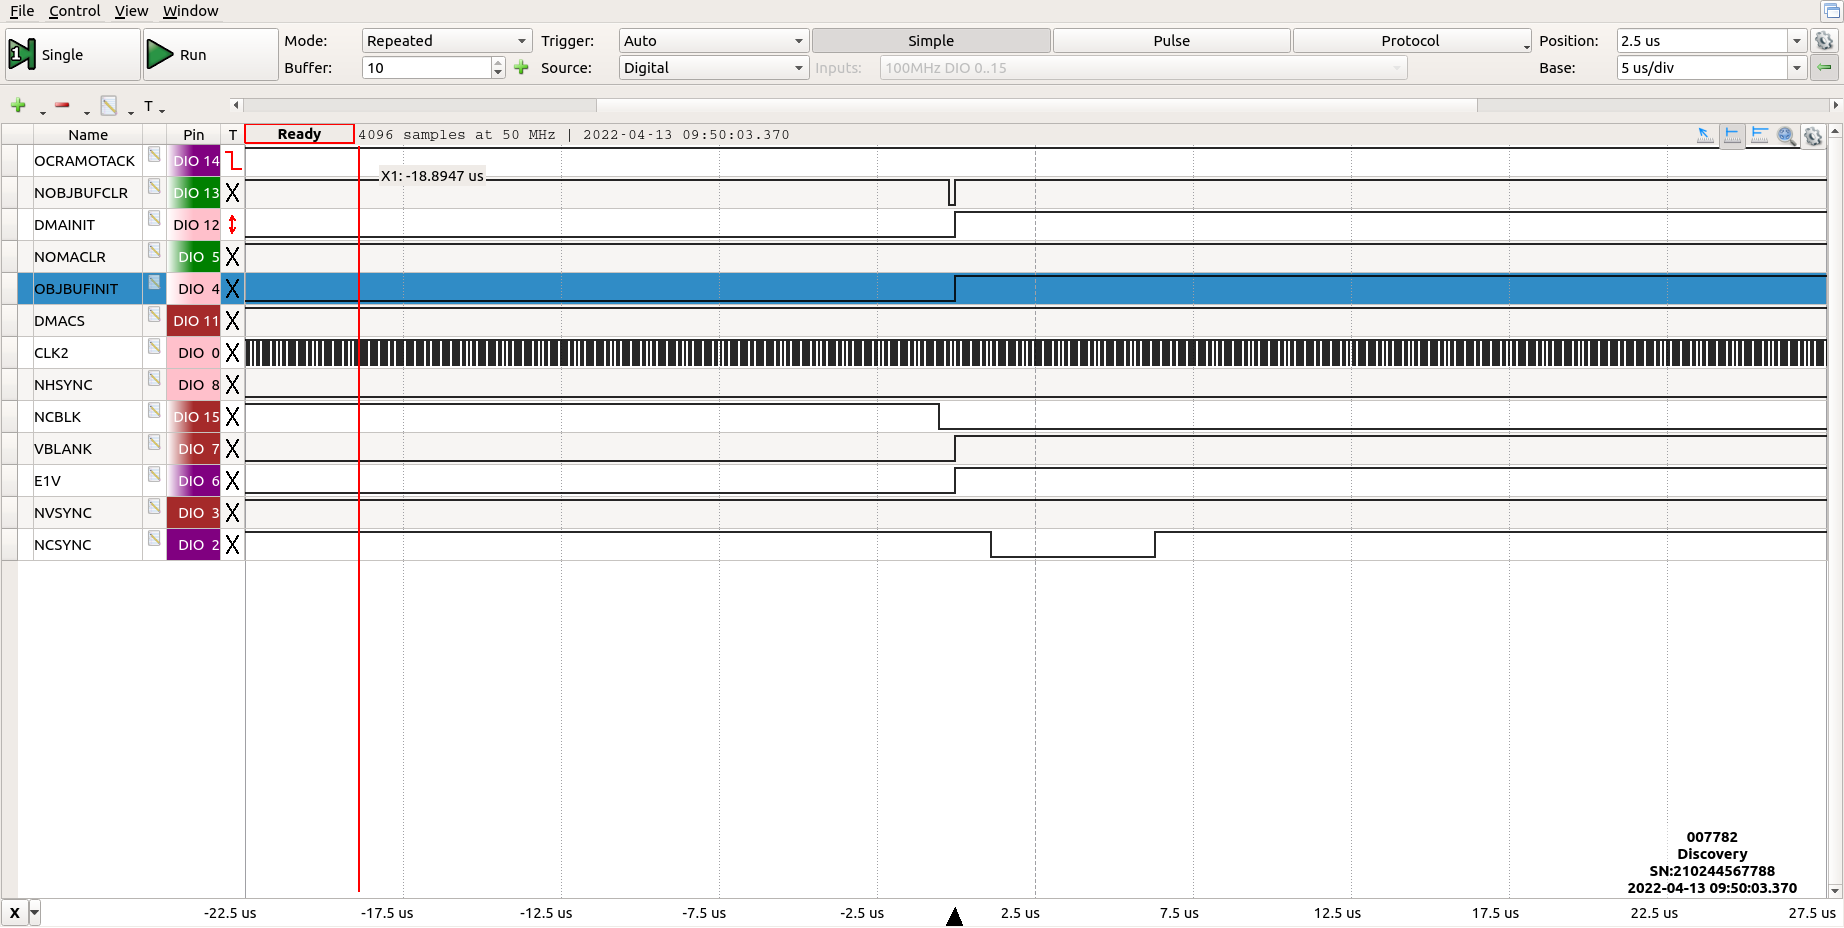 File Control View Window
Single Run Mode: Repeated Trigger: Auto Simple Pulse Protocol Position: 2.5 us
Buffer: 10 Source: Digital Inputs: 100MHz DIO 0..15 Base: 5 us/div
T
Name Pin T Ready 4096 samples at 50 MHz | 2022-04-13 09:50:03.370
OCRAMOTACK DIO 14
X1: -18.8947 us
NOBJBUFCLR DIO 13 X
DMAINIT DIO 12
NOMACLR DIO 5 X
OBJBUFINIT DIO 4 X
DMACS DIO 11 X
CLK2 DIO 0 X
NHSYNC DIO 8 X
NCBLK DIO 15 X
VBLANK DIO 7 X
E1V DIO 6 X
NVSYNC DIO 3 X
NCSYNC DIO 2 X
007782
Discovery
SN:210244567788
2022-04-13 09:50:03.370
X -22.5 us -17.5 us -12.5 us -7.5 us -2.5 us 2.5 us 7.5 us 12.5 us 17.5 us 22.5 us 27.5 us